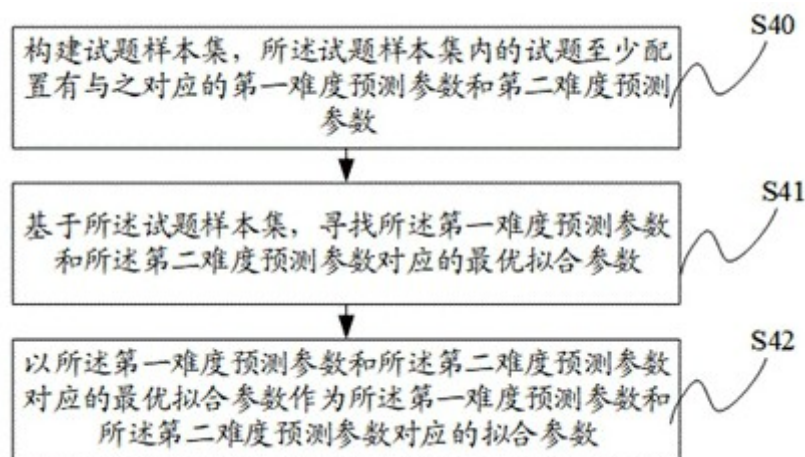 构建试题样本集，所述试题样本集内的试题至少配
置有与之对应的第一难度预测参数和第二难度预测
参数
S40
基于所述试题样本集，寻找所述第一难度预测参数
和所述第二难度预测参数对应的最优拟合参数
S41
以所述第一难度预测参数和所述第二难度预测参数
对应的最优拟合参数作为所述第一难度预测参数和
所述第二难度预测参数对应的拟合参数
S42